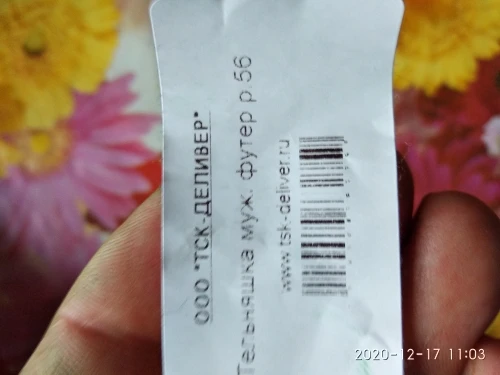 ООО "ТСК-ДЕЛИВЕР"
Тельняшка муж. футер р.56
www.tsk-deliver.ru
2020-12-17 11:03